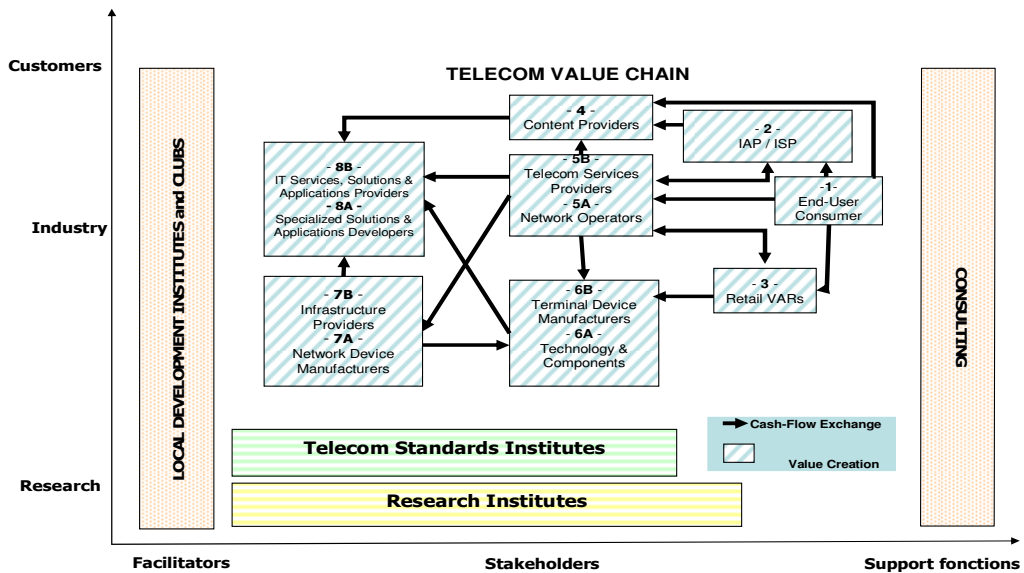 Customers
Industry
Research
LOCAL DEVELOPMENT INSTITUTES and CLUBS
TELECOM VALUE CHAIN
- 4 -
Content Providers
- 2 -
IAP / ISP
- 8B -
IT Services, Solutions &
Applications Providers
- 8A -
Specialized Solutions &
Applications Developers
- 5B -
Telecom Services
Providers
- 5A -
Network Operators
-1-
End-User
Consumer
- 7B -
Infrastructure
Providers
- 7A -
Network Device
Manufacturers
- 6B -
Terminal Device
Manufacturers
- 6A -
Technology &
Components
- 3 -
Retail VARs
CONSULTING
Telecom Standards Institutes
Research Institutes
Cash-Flow Exchange
Value Creation
Facilitators
Stakeholders
Support fonctions